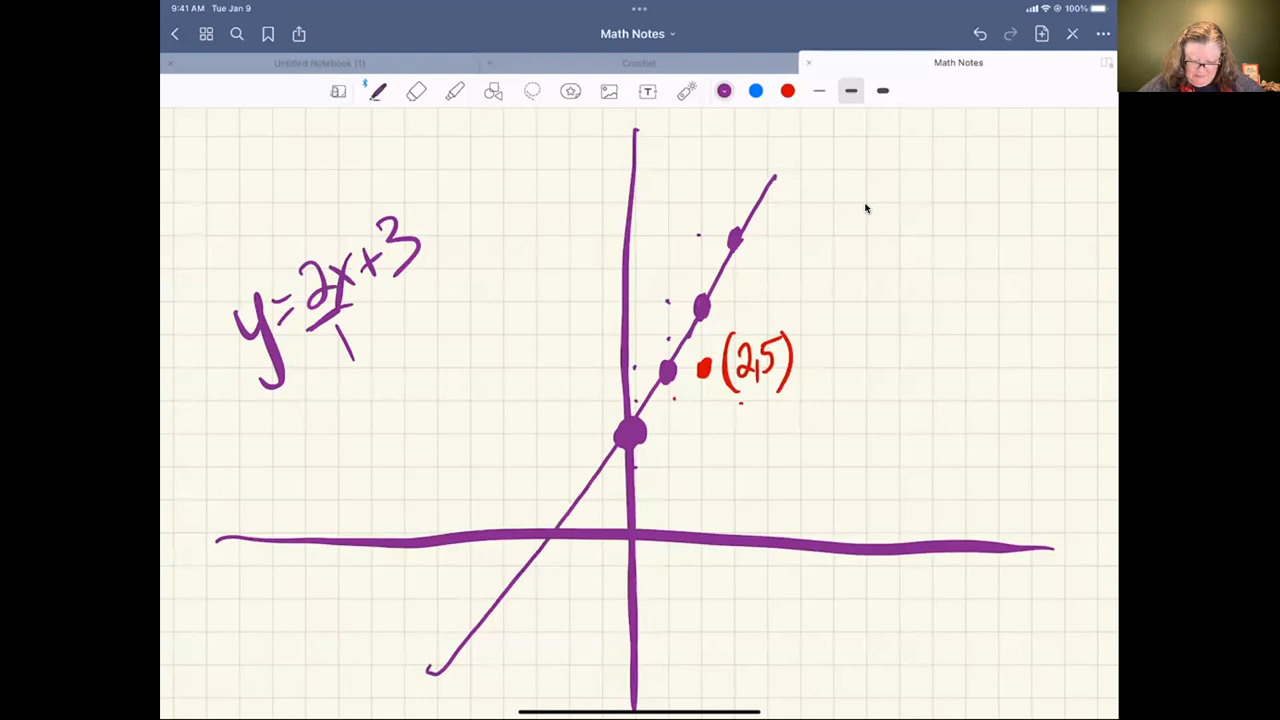 9:41 AM Tue Jan 9
100%
Math Notes
Untitled Notebook (1)
Crochet
Math Notes
T
y=2x+3
1
(2,5)